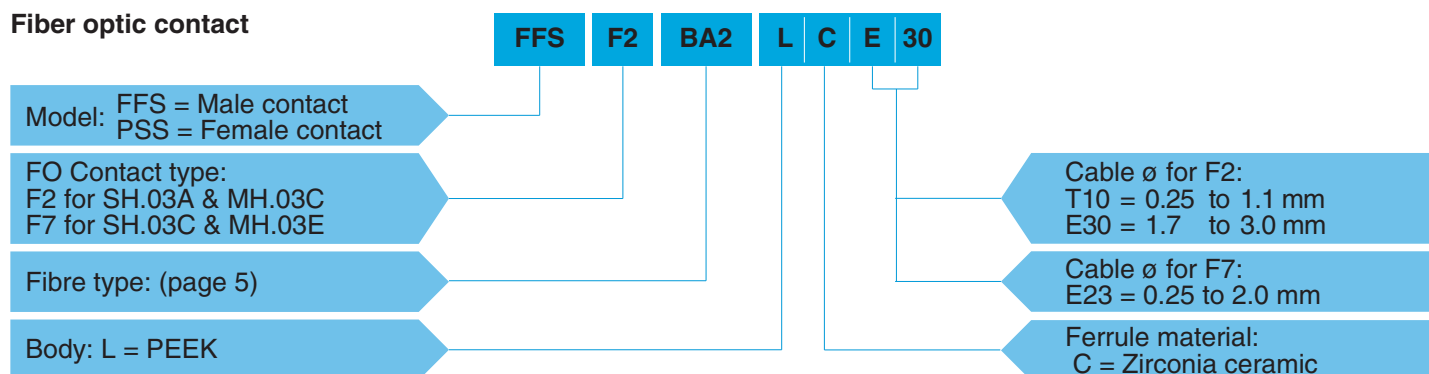 Fiber optic contact
FFS F2 BA2 L C E 30
Model: FFS = Male contact
PSS = Female contact
FO Contact type:
F2 for SH.03A & MH.03C
F7 for SH.03C & MH.03E
Fibre type: (page 5)
Body: L = PEEK
Cable ø for F2:
T10 = 0.25 to 1.1 mm
E30 = 1.7 to 3.0 mm
Cable ø for F7:
E23 = 0.25 to 2.0 mm
Ferrule material:
C = Zirconia ceramic